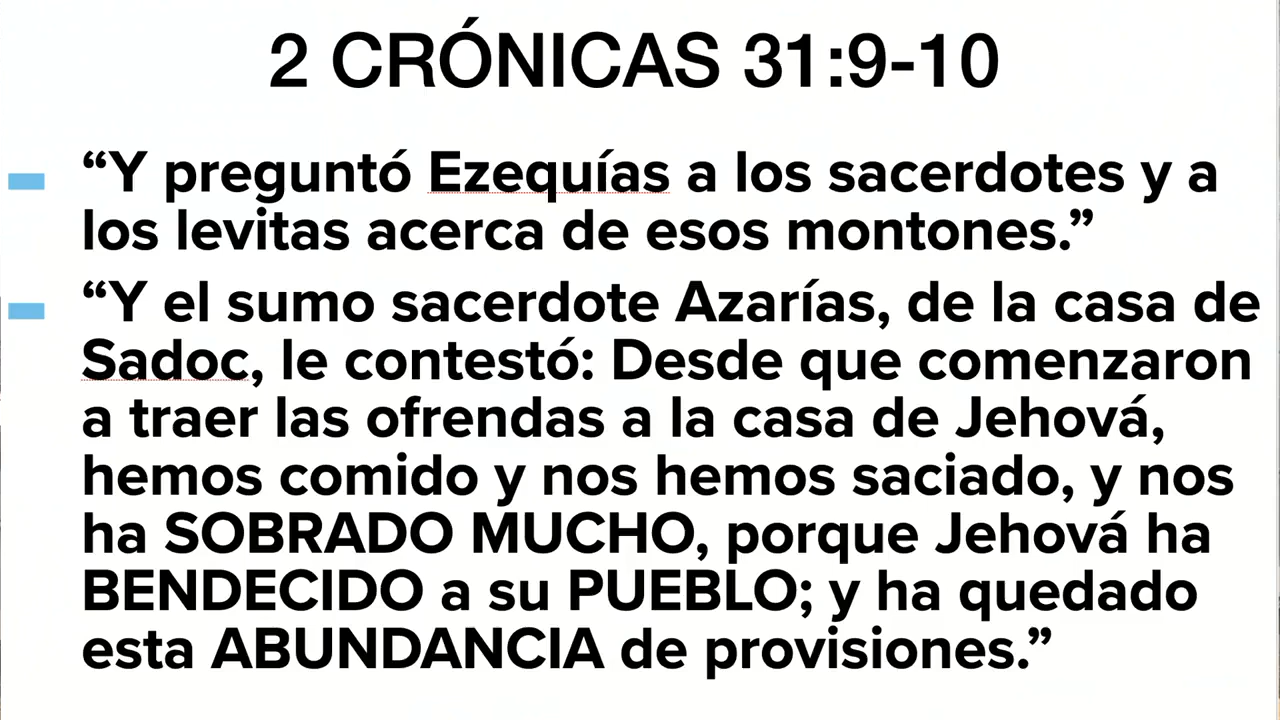 2 CRÓNICAS 31:9-10
“Y preguntó Ezequías a los sacerdotes y a
los levitas acerca de esos montones.”
“Y el sumo sacerdote Azarías, de la casa de
Sadoc, le contestó: Desde que comenzaron
a traer las ofrendas a la casa de Jehová,
hemos comido y nos hemos saciado, y nos
ha SOBRADO MUCHO, porque Jehová ha
BENDECIDO a su PUEBLO; y ha quedado
esta ABUNDANCIA de provisiones.”